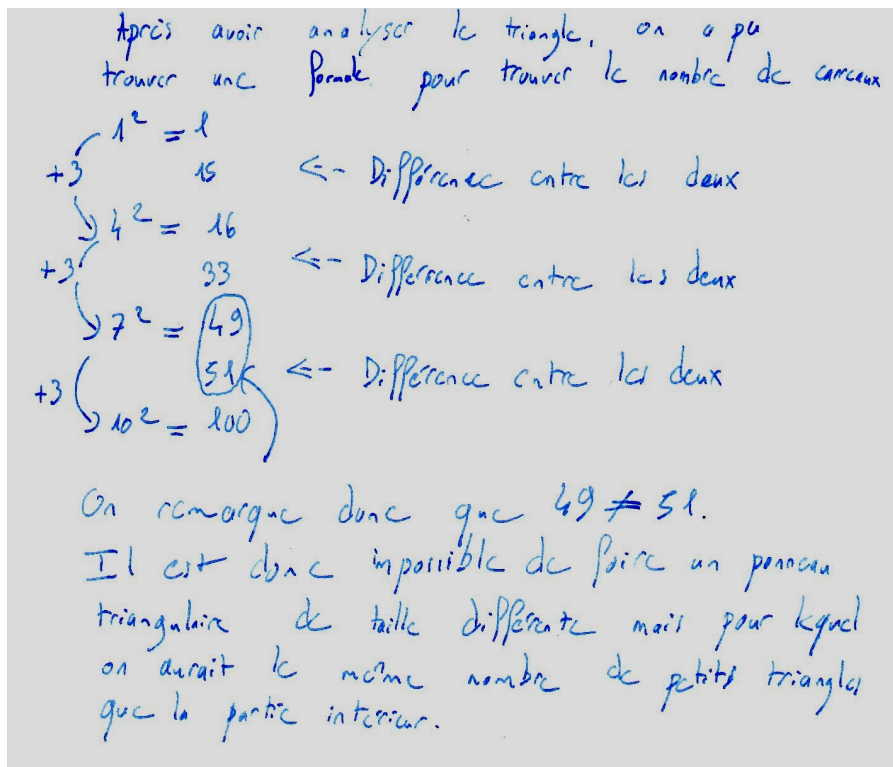 Après avoir analyser le triangle, on a pu
trouver une formule pour trouver le nombre de carreaux
1² = 1
+3 15 <-- Différence entre les deux
4² = 16
+3 33 <-- Différence entre les deux
7² = 49
+3 51 <-- Différence entre les deux
10² = 100
On remarque donc que 49 ≠ 51.
Il est donc impossible de faire un panneau
triangulaire de taille différente mais pour lequel
on aurait le même nombre de petits triangles
que la partie interieur.